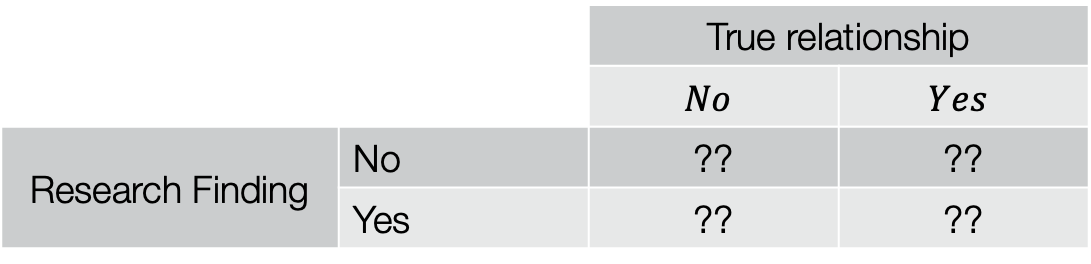 True relationship
No Yes
No ?? ??
Research Finding
Yes ?? ??